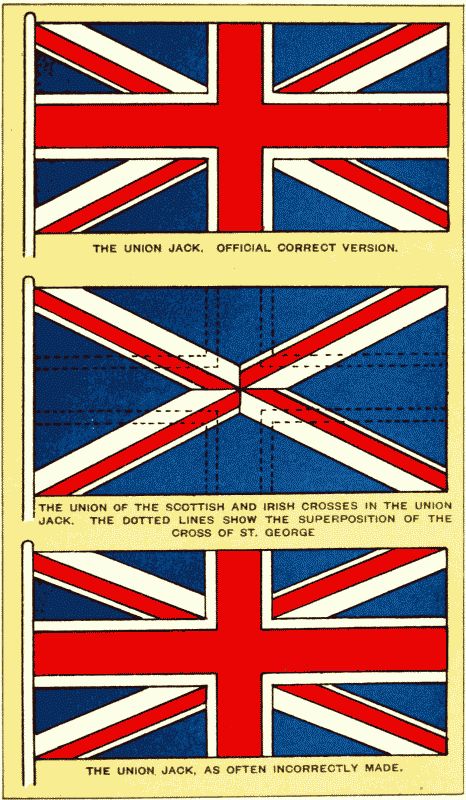 THE UNION JACK. OFFICIAL CORRECT VERSION.
THE UNION OF THE SCOTTISH AND IRISH CROSSES IN THE UNION
JACK. THE DOTTED LINES SHOW THE SUPERPOSITION OF THE
CROSS OF ST. GEORGE
THE UNION JACK, AS OFTEN INCORRECTLY MADE.